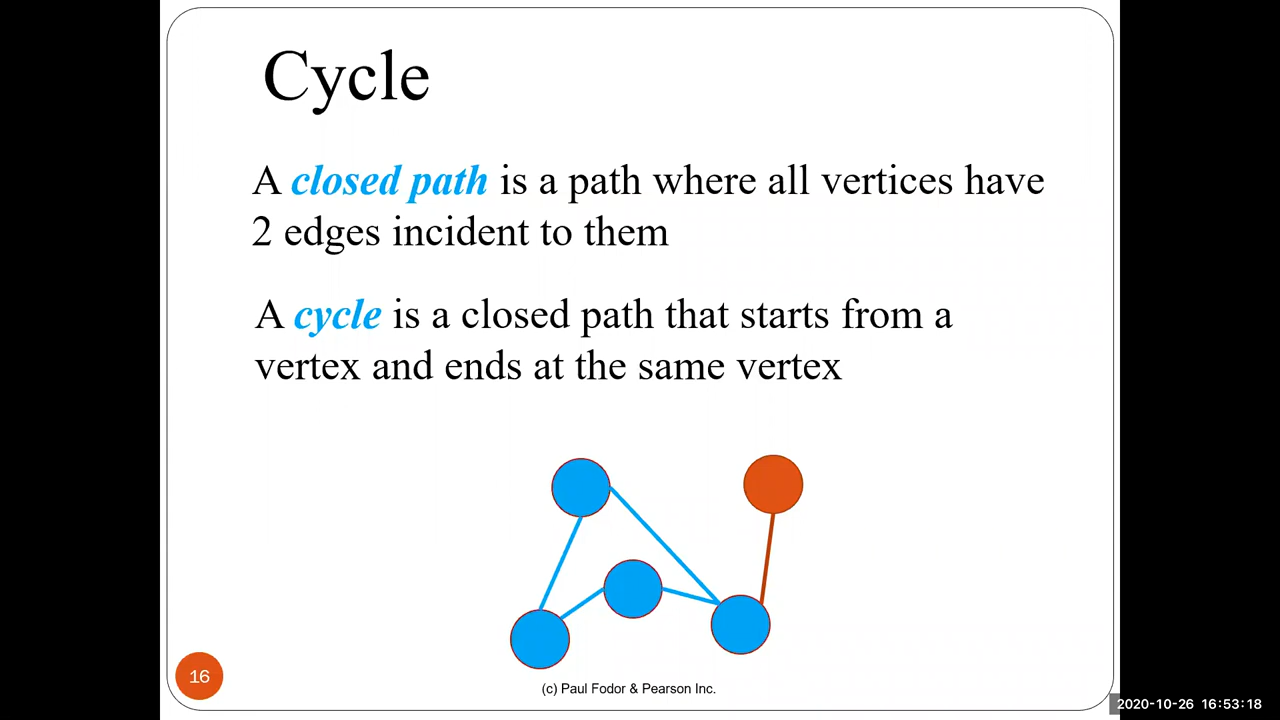 Cycle
A closed path is a path where all vertices have
2 edges incident to them
A cycle is a closed path that starts from a
vertex and ends at the same vertex
16
(c) Paul Fodor & Pearson Inc.
2020-10-26 16:53:18